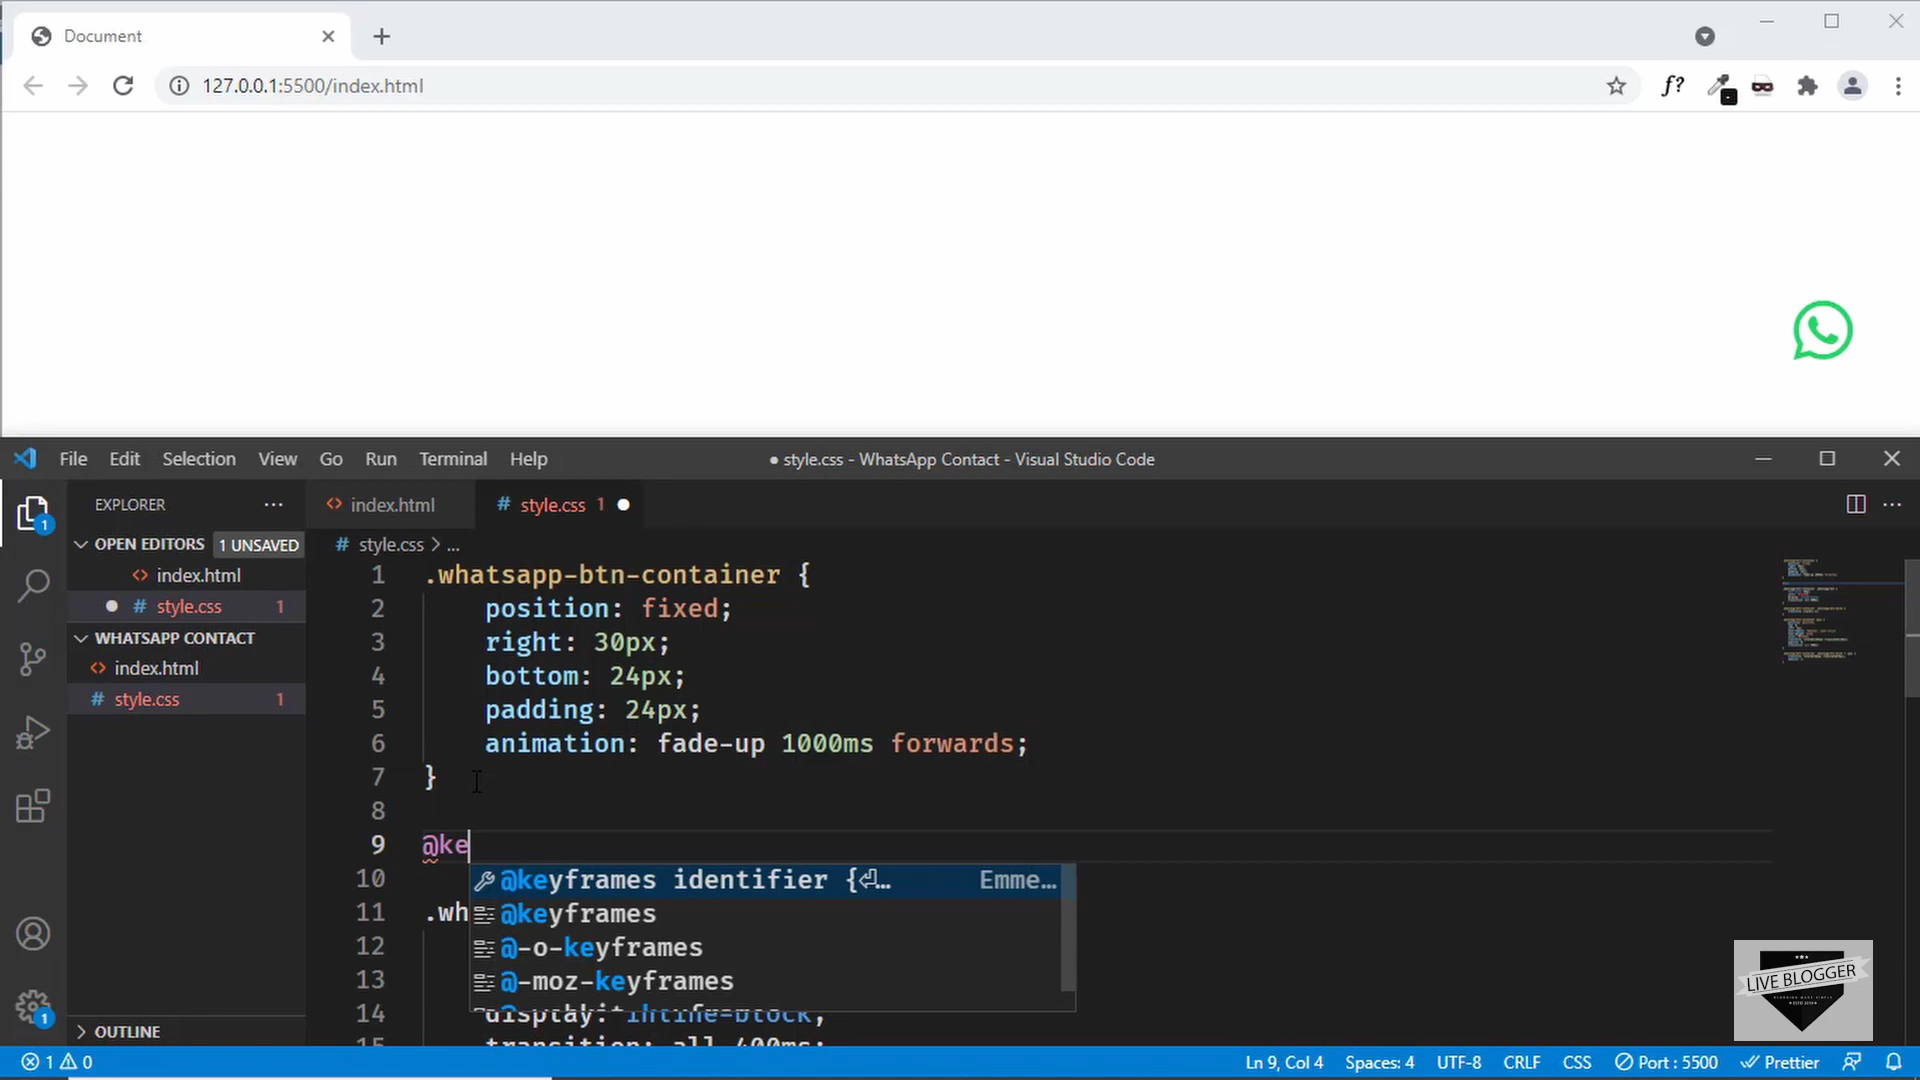 Document
127.0.0.1:5500/index.html
f?
File Edit Selection View Go Run Terminal Help
● style.css - WhatsApp Contact - Visual Studio Code
EXPLORER
index.html
# style.css 1
OPEN EDITORS 1 UNSAVED
# style.css > ...
index.html
# style.css 1
WHATSAPP CONTACT
index.html
# style.css 1
OUTLINE
1 .whatsapp-btn-container {
2 position: fixed;
3 right: 30px;
4 bottom: 24px;
5 padding: 24px;
6 animation: fade-up 1000ms forwards;
7 }
8
9 @ke
10 @keyframes identifier {⏎… Emme…
11 .wh @keyframes
12 @-o-keyframes
13 @-moz-keyframes
14 display: inline-block;
15 transition: all 400ms;
1
1
LIVE BLOGGER
1 0
Ln 9, Col 4 Spaces: 4 UTF-8 CRLF CSS Port : 5500 Prettier